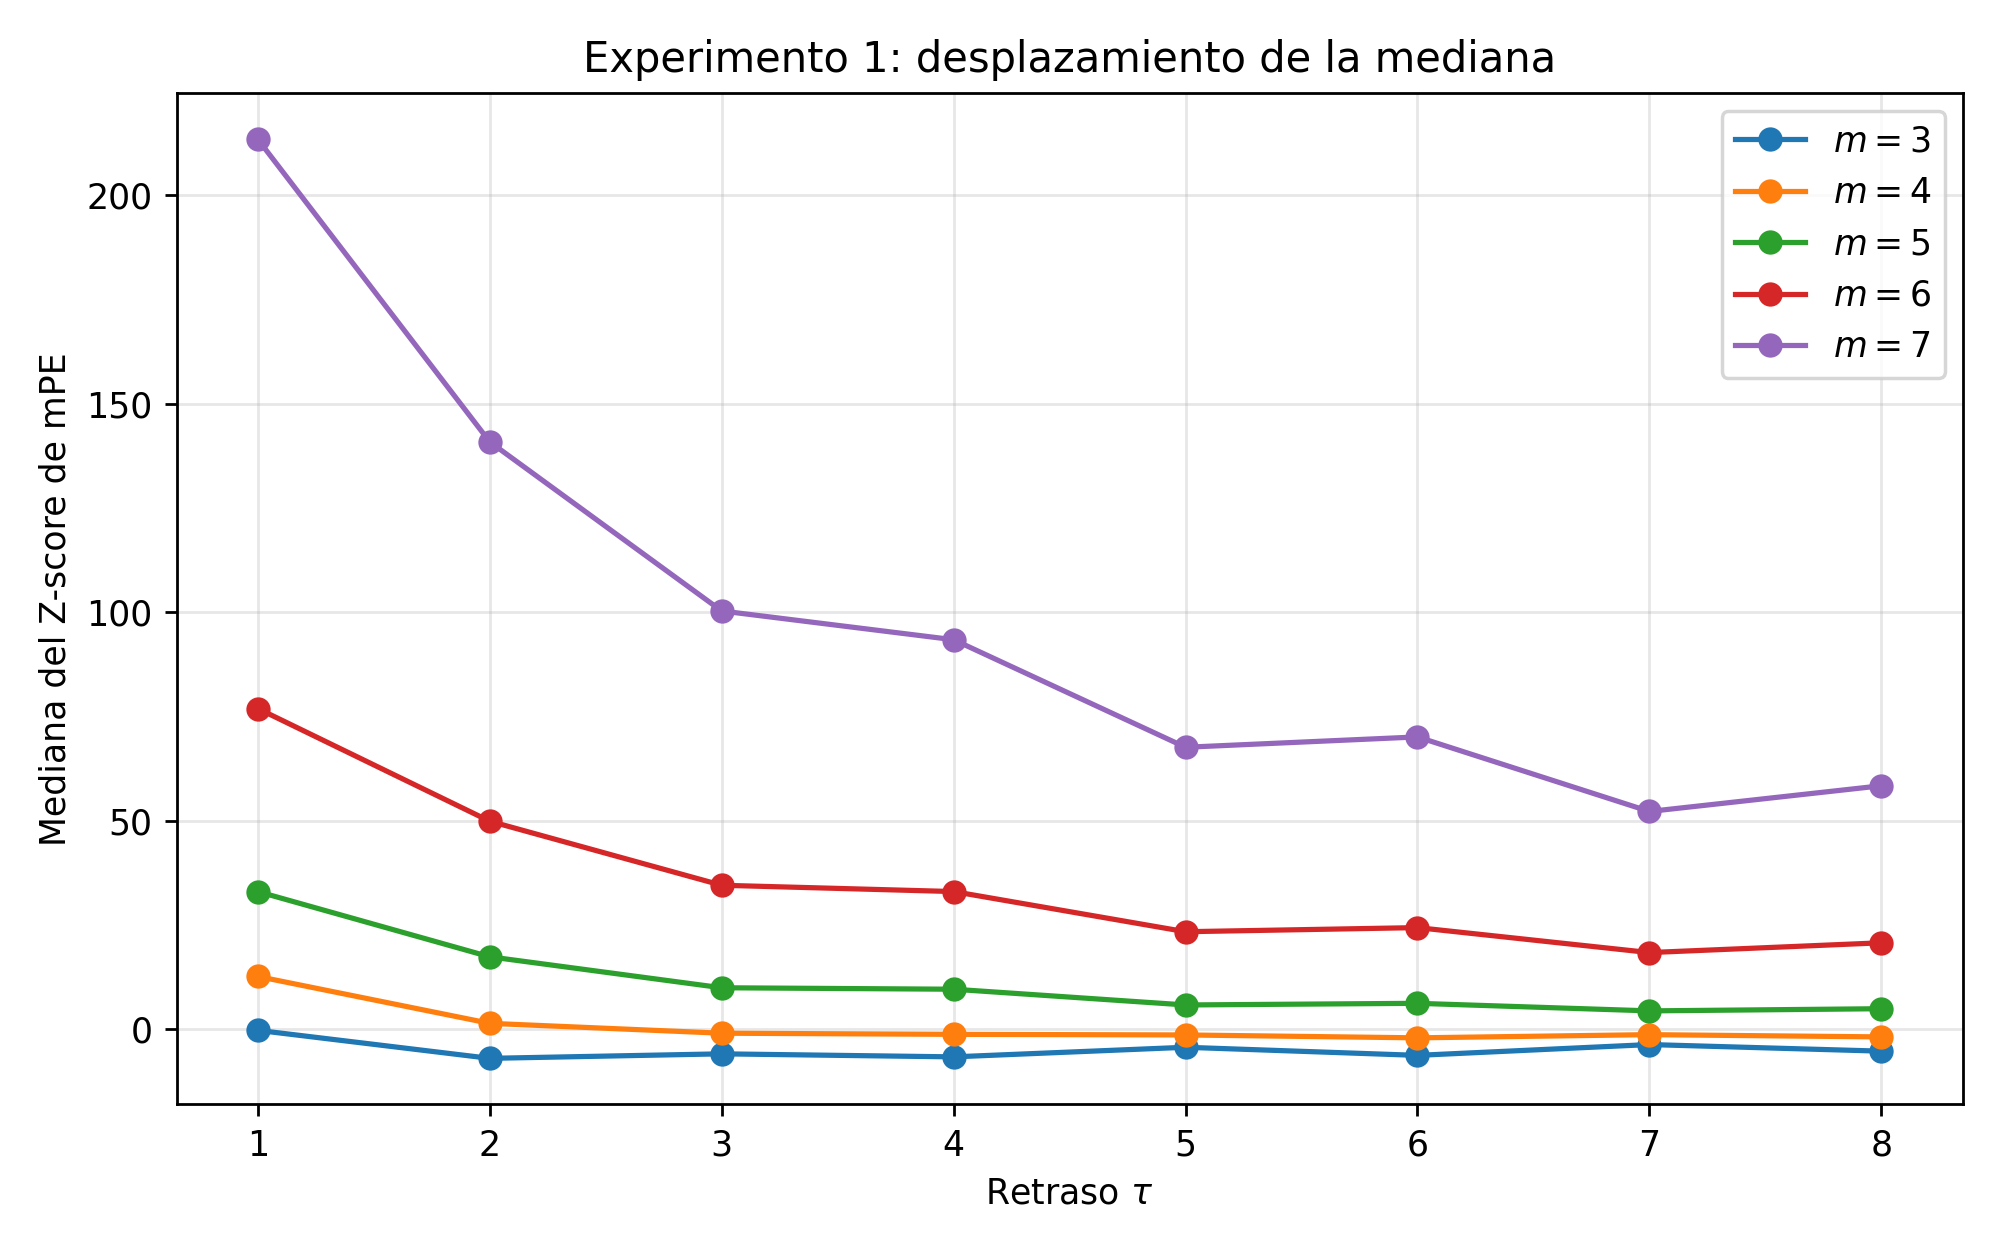 Experimento 1: desplazamiento de la mediana
Mediana del Z-score de mPE
200
150
100
50
0
m = 3
m = 4
m = 5
m = 6
m = 7
1 2 3 4 5 6 7 8
Retraso τ